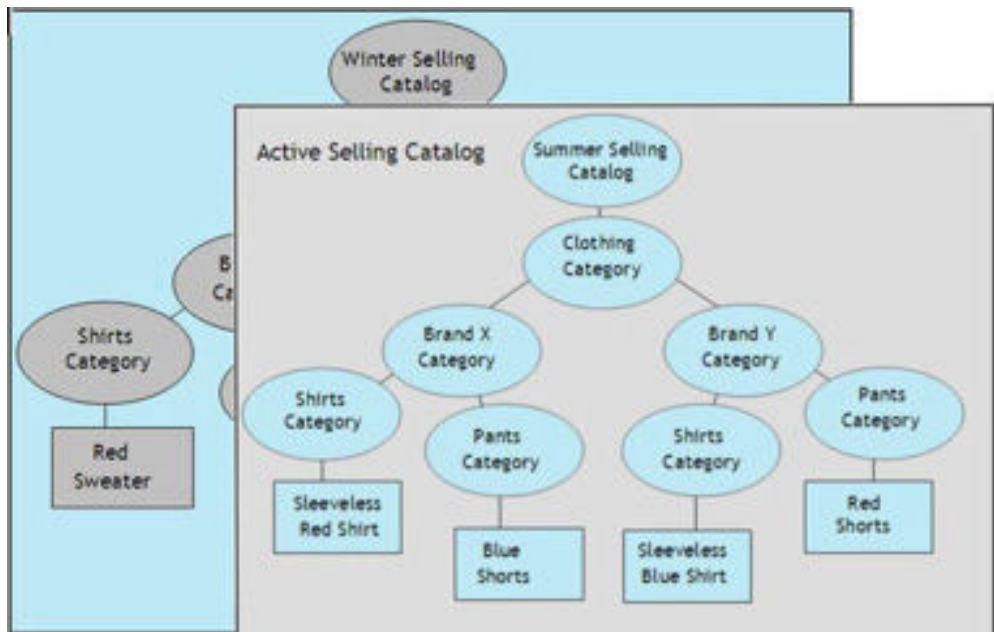 Winter Selling
Catalog
Active Selling Catalog
Summer Selling
Catalog
Clothing
Category
Shirts
Category
Brand X
Category
Brand Y
Category
Shirts
Category
Pants
Category
Pants
Category
Shirts
Category
Red
Sweater
Sleeveless
Red Shirt
Red
Shorts
Blue
Shorts
Sleeveless
Blue Shirt